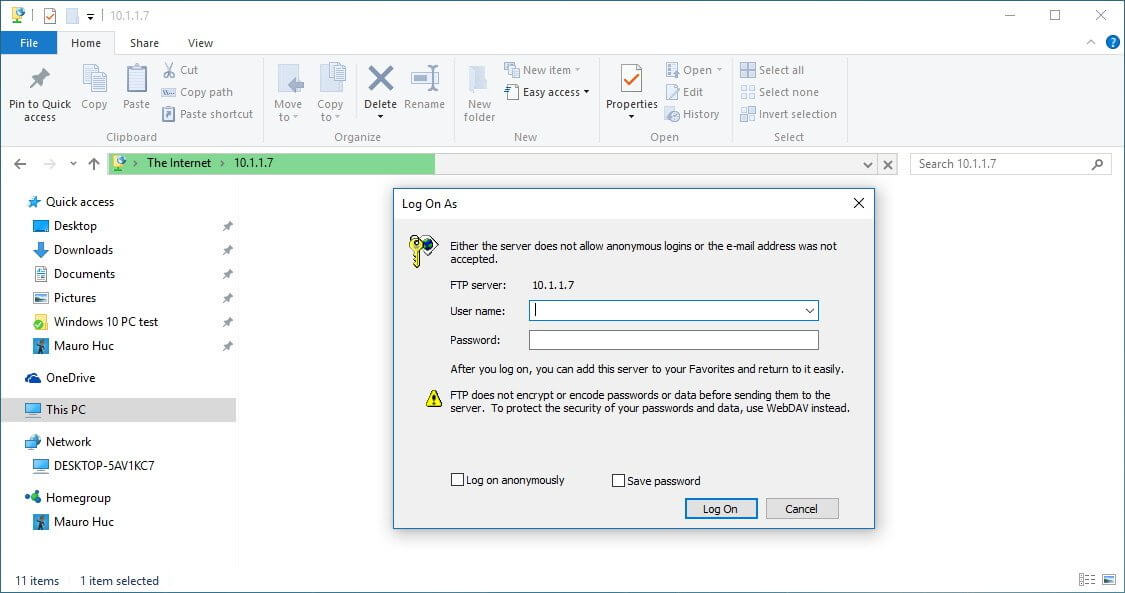 10.1.1.7
File Home Share View
Pin to Quick access
Copy
Paste
Cut
Copy path
Paste shortcut
Clipboard
Move to
Copy to
Delete
Rename
Organize
New folder
New item
Easy access
New
Properties
Open
Edit
History
Open
Select all
Select none
Invert selection
Select
The Internet 10.1.1.7
Search 10.1.1.7
Quick access
Desktop
Downloads
Documents
Pictures
Windows 10 PC test
Mauro Huc
OneDrive
This PC
Network
DESKTOP-5AV1KC7
Homegroup
Mauro Huc
Log On As
Either the server does not allow anonymous logins or the e-mail address was not
accepted.
FTP server: 10.1.1.7
User name:
Password:
After you log on, you can add this server to your Favorites and return to it easily.
FTP does not encrypt or encode passwords or data before sending them to the
server. To protect the security of your passwords and data, use WebDAV instead.
Log on anonymously Save password
Log On Cancel
11 items 1 item selected